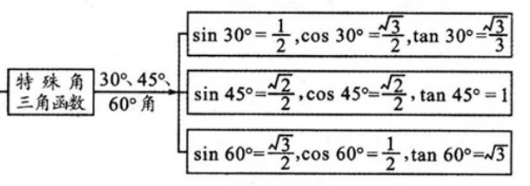 特殊角
三角函数
30°、45°、
60°角
sin 30°=1/2,cos 30°=√3/2,tan 30°=√3/3
sin 45°=√2/2,cos 45°=√2/2,tan 45°=1
sin 60°=√3/2,cos 60°=1/2,tan 60°=√3